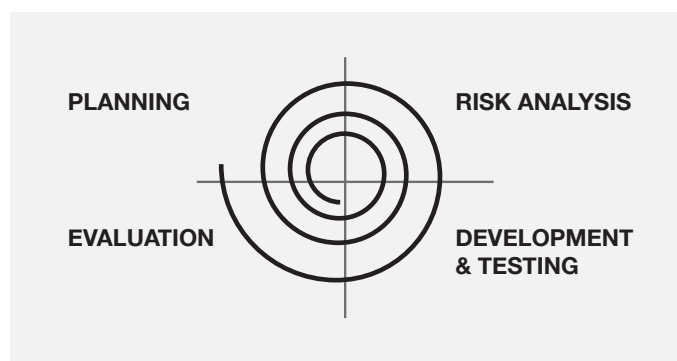 PLANNING
RISK ANALYSIS
EVALUATION
DEVELOPMENT
& TESTING